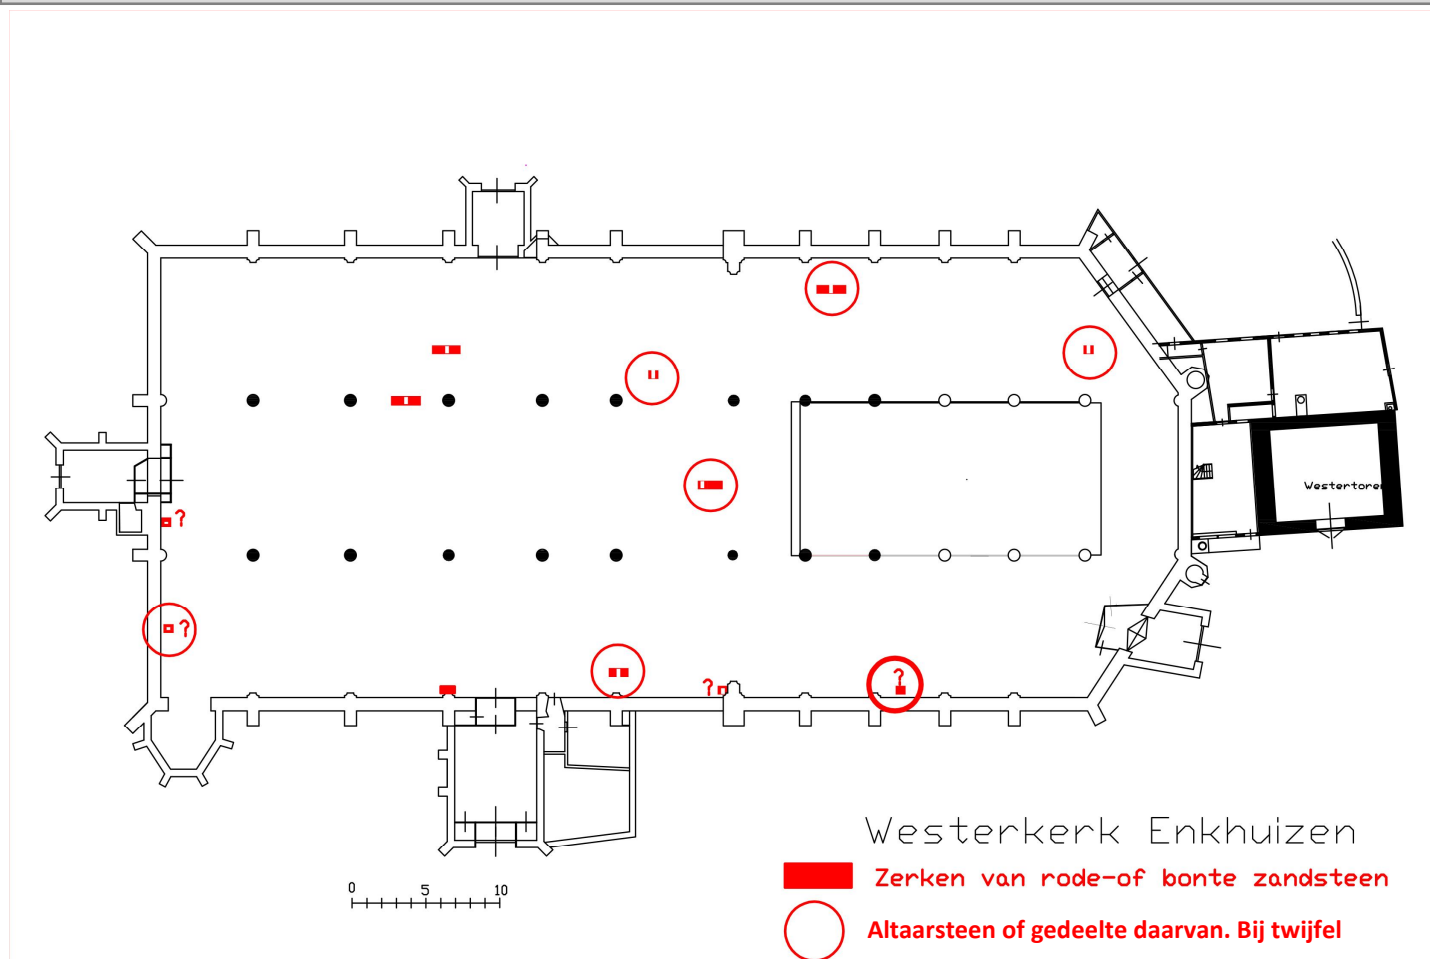 Westertoren
?
?
?
?
Westerkerk Enkhuizen
0 5 10
Zerken van rode-of bonte zandsteen
Altaarsteen of gedeelte daarvan. Bij twijfel